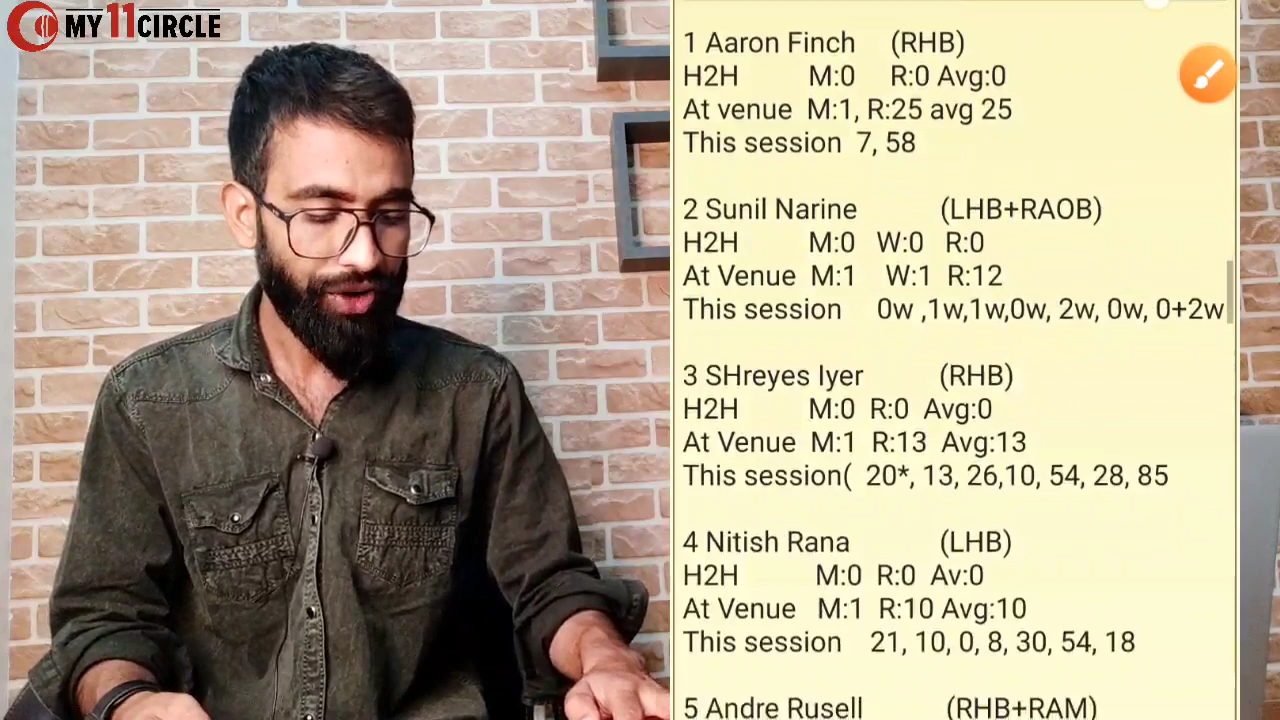 MY11CIRCLE
1 Aaron Finch (RHB)
H2H M:0 R:0 Avg:0
At venue M:1, R:25 avg 25
This session 7, 58
2 Sunil Narine (LHB+RAOB)
H2H M:0 W:0 R:0
At Venue M:1 W:1 R:12
This session 0w ,1w,1w,0w, 2w, 0w, 0+2w
3 SHreyes Iyer (RHB)
H2H M:0 R:0 Avg:0
At Venue M:1 R:13 Avg:13
This session( 20*, 13, 26,10, 54, 28, 85
4 Nitish Rana (LHB)
H2H M:0 R:0 Av:0
At Venue M:1 R:10 Avg:10
This session 21, 10, 0, 8, 30, 54, 18
5 Andre Rusell (RHB+RAM)